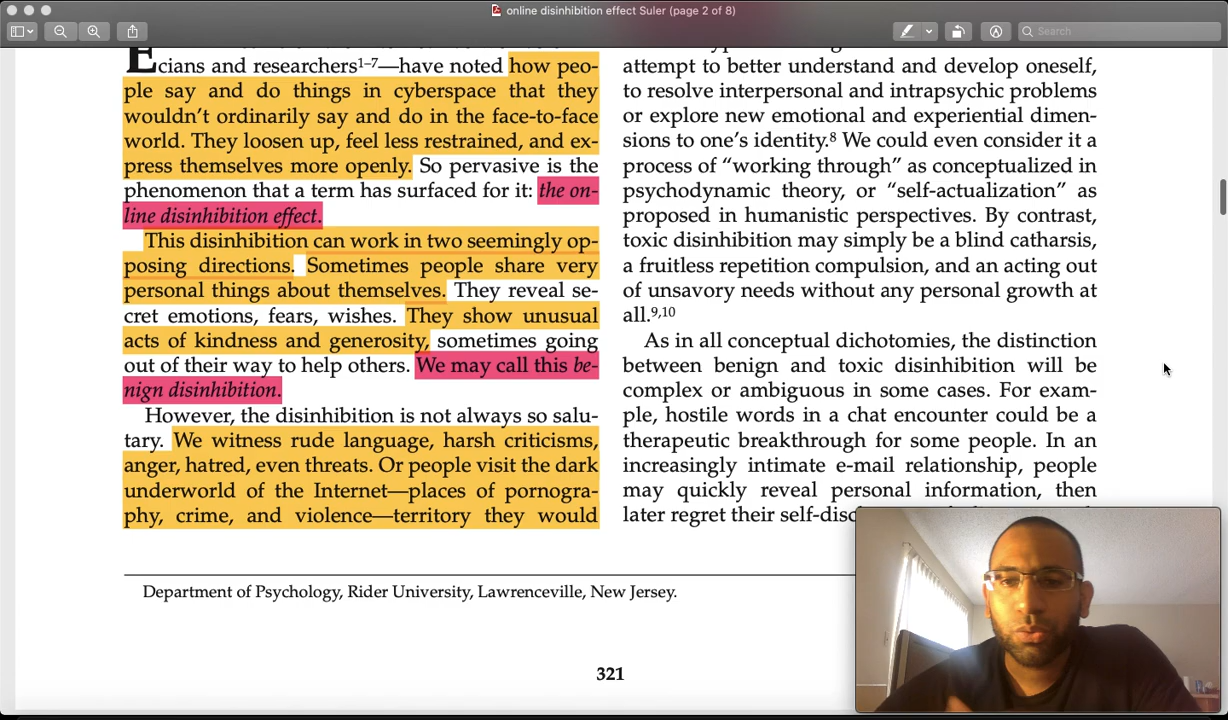 online disinhibition effect Suler (page 2 of 8)
Search
Ecians and researchers¹⁻⁷—have noted how peo-
ple say and do things in cyberspace that they
wouldn't ordinarily say and do in the face-to-face
world. They loosen up, feel less restrained, and ex-
press themselves more openly. So pervasive is the
phenomenon that a term has surfaced for it: the on-
line disinhibition effect.
This disinhibition can work in two seemingly op-
posing directions. Sometimes people share very
personal things about themselves. They reveal se-
cret emotions, fears, wishes. They show unusual
acts of kindness and generosity, sometimes going
out of their way to help others. We may call this be-
nign disinhibition.
However, the disinhibition is not always so salu-
tary. We witness rude language, harsh criticisms,
anger, hatred, even threats. Or people visit the dark
underworld of the Internet—places of pornogra-
phy, crime, and violence—territory they would
attempt to better understand and develop oneself,
to resolve interpersonal and intrapsychic problems
or explore new emotional and experiential dimen-
sions to one's identity.⁸ We could even consider it a
process of “working through” as conceptualized in
psychodynamic theory, or “self-actualization” as
proposed in humanistic perspectives. By contrast,
toxic disinhibition may simply be a blind catharsis,
a fruitless repetition compulsion, and an acting out
of unsavory needs without any personal growth at
all.⁹,¹⁰
As in all conceptual dichotomies, the distinction
between benign and toxic disinhibition will be
complex or ambiguous in some cases. For exam-
ple, hostile words in a chat encounter could be a
therapeutic breakthrough for some people. In an
increasingly intimate e-mail relationship, people
may quickly reveal personal information, then
later regret their
Department of Psychology, Rider University, Lawrenceville, New Jersey.
321